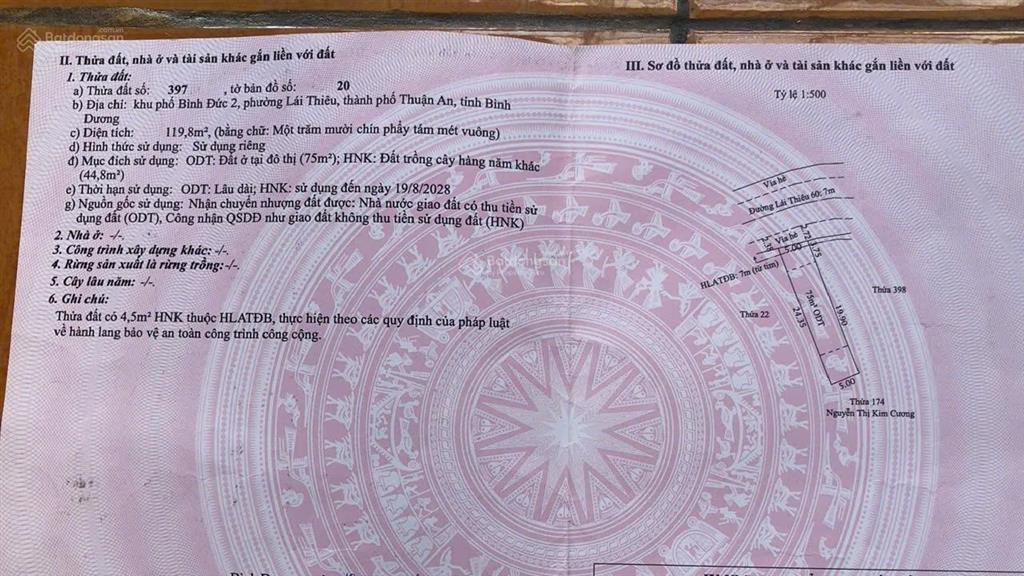 Batdongsan
.com.vn
II. Thửa đất, nhà ở và tài sản khác gắn liền với đất
1. Thửa đất:
a) Thửa đất số: 397 , tờ bản đồ số: 20
b) Địa chỉ: khu phố Bình Đức 2, phường Lái Thiêu, thành phố Thuận An, tỉnh Bình
Dương
c) Diện tích: 119,8m², (bằng chữ: Một trăm mười chín phẩy tám mét vuông)
d) Hình thức sử dụng: Sử dụng riêng
đ) Mục đích sử dụng: ODT: Đất ở tại đô thị (75m²); HNK: Đất trồng cây hàng năm khác
(44,8m²)
e) Thời hạn sử dụng: ODT: Lâu dài; HNK: sử dụng đến ngày 19/8/2028
g) Nguồn gốc sử dụng: Nhận chuyển nhượng đất được: Nhà nước giao đất có thu tiền sử
dụng đất (ODT), Công nhận QSDĐ như giao đất không thu tiền sử dụng đất (HNK)
2. Nhà ở: -/-.
3. Công trình xây dựng khác: -/-.
4. Rừng sản xuất là rừng trồng:-/-.
5. Cây lâu năm: -/-.
6. Ghi chú:
Thửa đất có 4,5m² HNK thuộc HLATĐB, thực hiện theo các quy định của pháp luật
về hành lang bảo vệ an toàn công trình công cộng.
III. Sơ đồ thửa đất, nhà ở và tài sản khác gắn liền với đất
Tỷ lệ 1:500
Vỉa hè
Đường Lái Thiêu 60; 7m
Vỉa hè
5.00
3.75
HLATĐB: 7m (từ tim)
Thửa 398
Thửa 22
75m² ODT
24.35
19.90
5.00
Thửa 174
Nguyễn Thị Kim Cương
Batdongsan